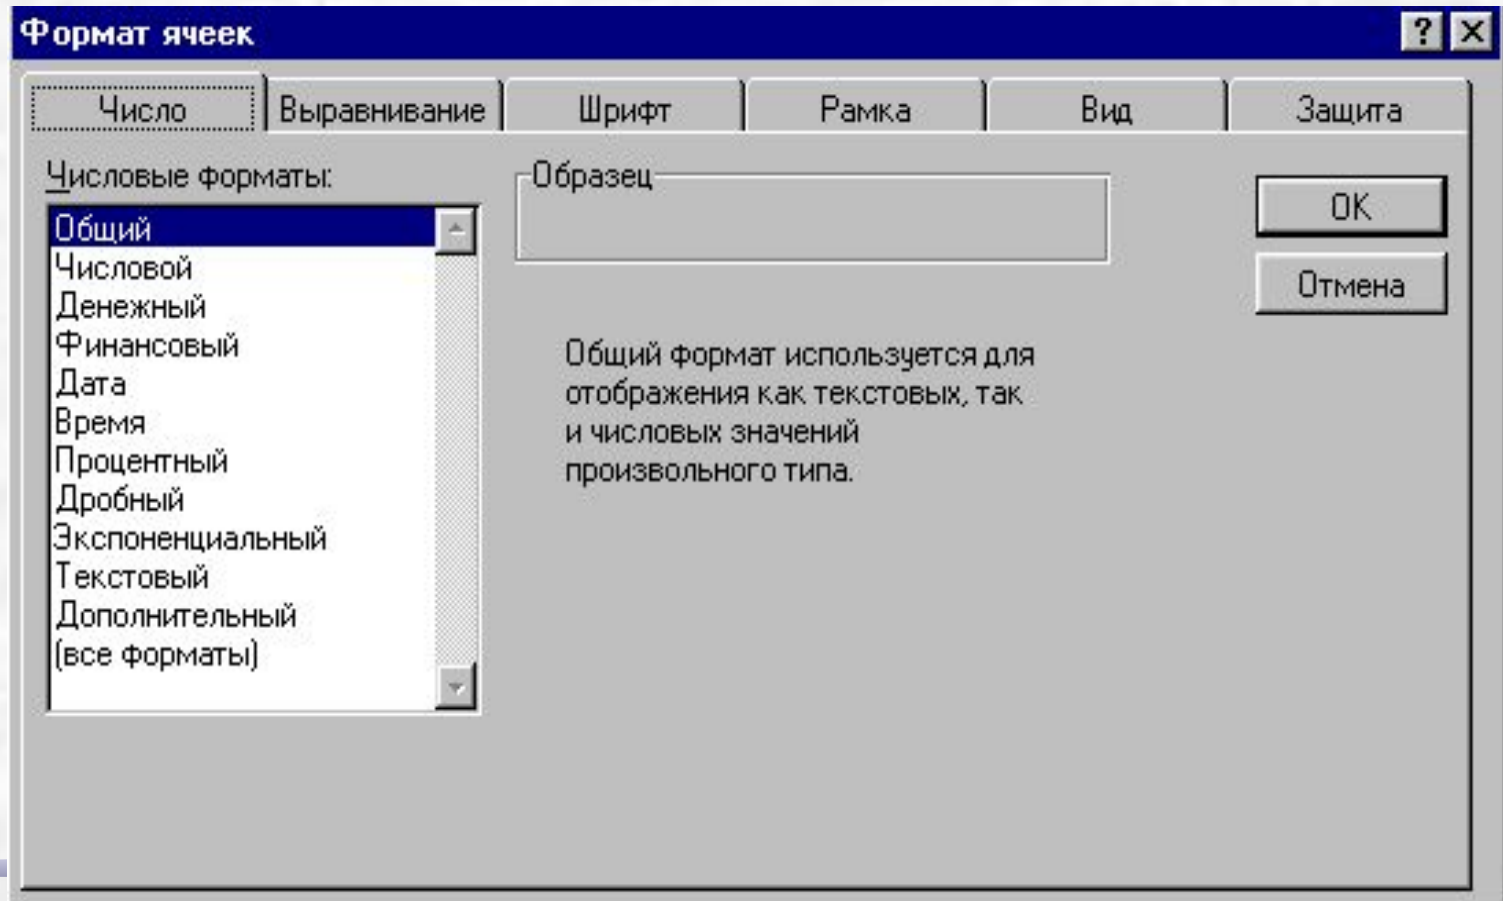 Формат ячеек
Число
Выравнивание
Шрифт
Рамка
Вид
Защита
Числовые форматы:
Общий
Числовой
Денежный
Финансовый
Дата
Время
Процентный
Дробный
Экспоненциальный
Текстовый
Дополнительный
(все форматы)
Образец
Общий формат используется для
отображения как текстовых, так
и числовых значений
произвольного типа.
OK
Отмена